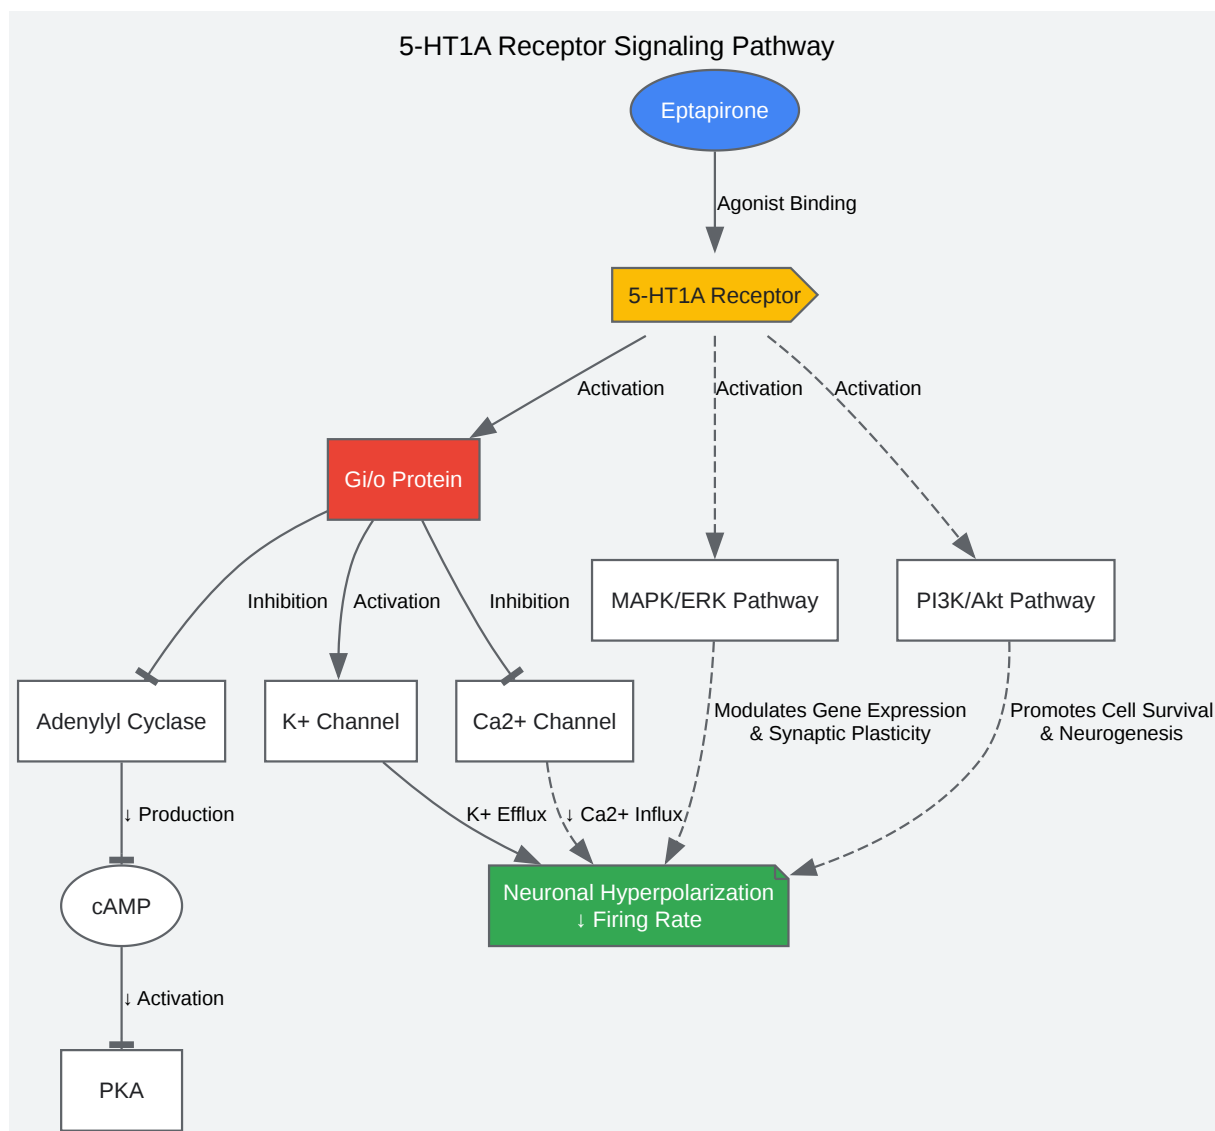 5-HT1A Receptor Signaling Pathway
Eptapirone
Agonist Binding
5-HT1A Receptor
Activation
Activation
Activation
Gi/o Protein
Inhibition
Activation
Inhibition
MAPK/ERK Pathway
PI3K/Akt Pathway
Adenylyl Cyclase
K+ Channel
Ca2+ Channel
Modulates Gene Expression
& Synaptic Plasticity
Promotes Cell Survival
& Neurogenesis
↓ Production
K+ Efflux
↓ Ca2+ Influx
cAMP
Neuronal Hyperpolarization
↓ Firing Rate
↓ Activation
PKA